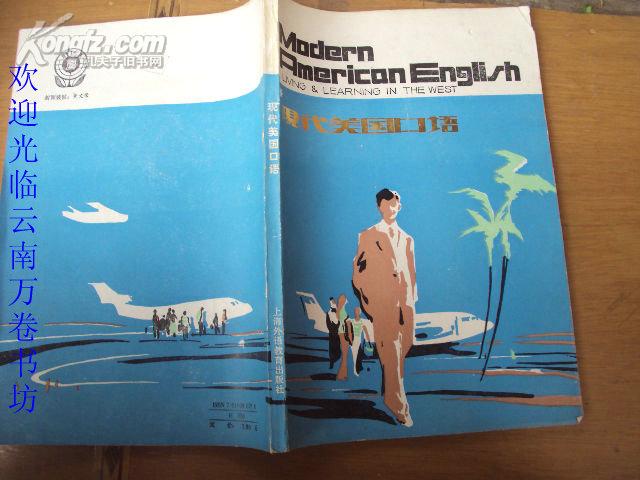 Kongfz.com
孔夫子旧书网
欢迎光临云南万卷书坊
现代美国口语
上海外语教育出版社
Modern
American English
LIVING & LEARNING IN THE WEST
现代美国口语